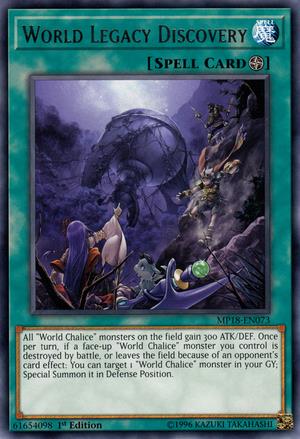 World Legacy Discovery
SPELL
魔
[Spell Card]
MP18-EN073
All "World Chalice" monsters on the field gain 300 ATK/DEF. Once
per turn, if a face-up "World Chalice" monster you control is
destroyed by battle, or leaves the field because of an opponent's
card effect: You can target 1 "World Chalice" monster in your GY;
Special Summon it in Defense Position.
61654098 1st Edition ©1996 KAZUKI TAKAHASHI